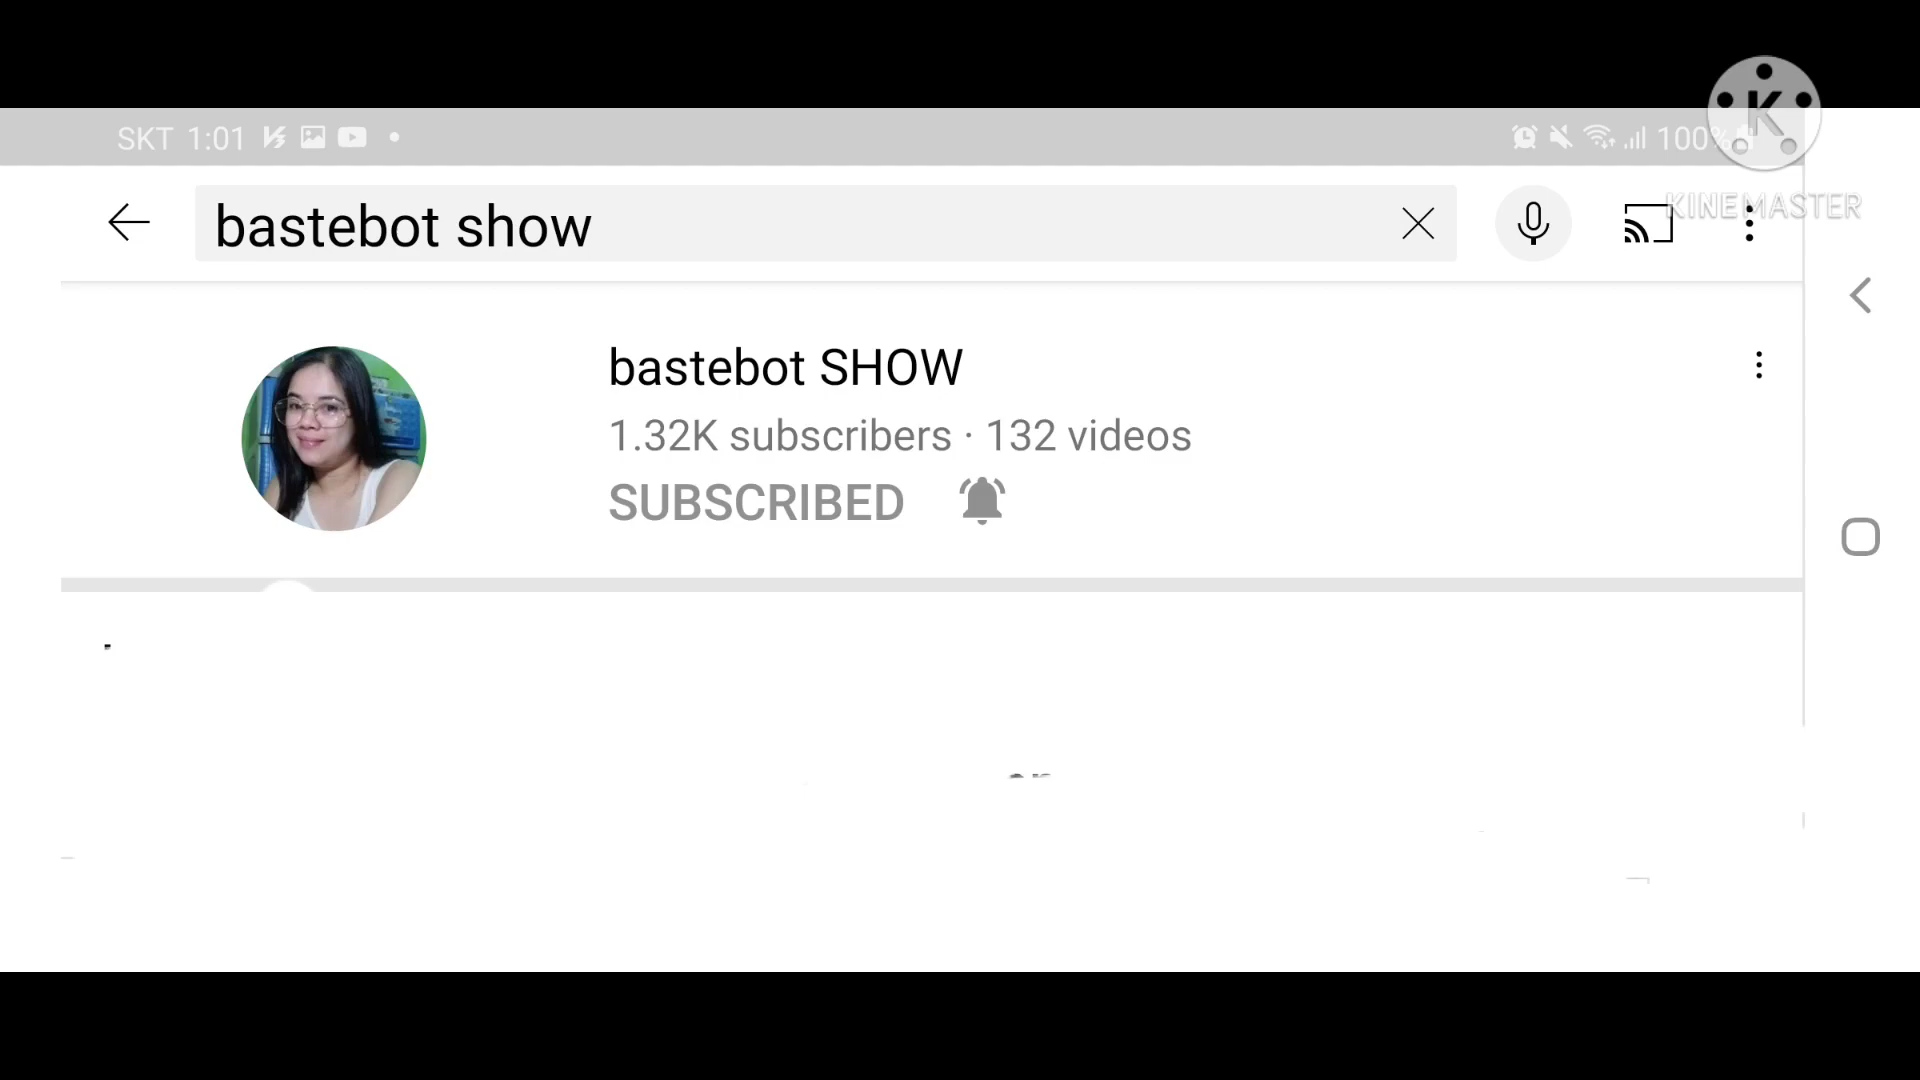 SKT 1:01
100%
K
KINEMASTER
bastebot show
bastebot SHOW
1.32K subscribers · 132 videos
SUBSCRIBED